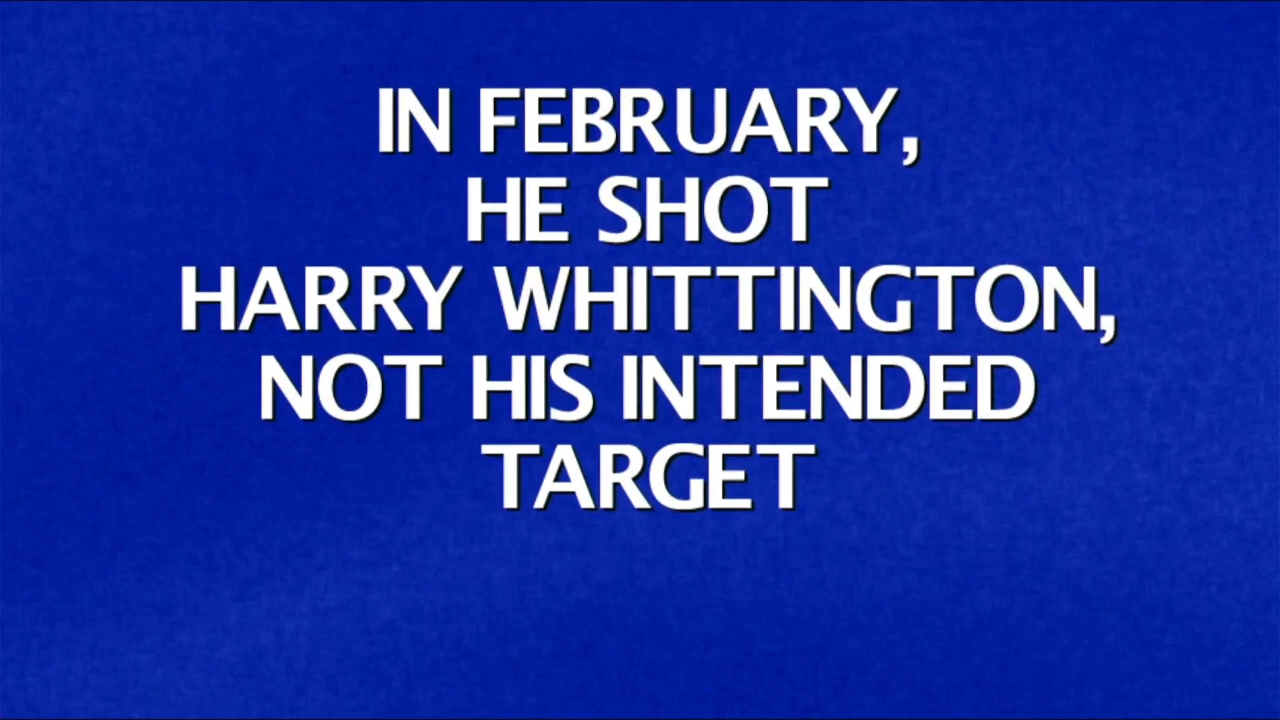 IN FEBRUARY,
HE SHOT
HARRY WHITTINGTON,
NOT HIS INTENDED
TARGET